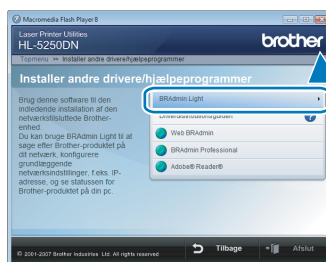 Macromedia Flash Player 8
Laser Printer Utilities
HL-5250DN
brother
Topmenu >> Installer andre drivere/hjælpeprogrammer
Installer andre drivere/hjælpeprogrammer
Brug denne software til den
indledende installation af den
netværkstilsluttede Brother-
enhed.
Du kan bruge BRAdmin Light til at
søge efter Brother-produktet på
dit netværk, konfigurere
grundlæggende
netværksindstillinger, f.eks. IP-
adresse, og se statussen for
Brother-produktet på din pc.
BRAdmin Light
Web BRAdmin
BRAdmin Professional
Adobe® Reader®
© 2001-2007 Brother Industries Ltd. All rights reserved
Tilbage
Afslut